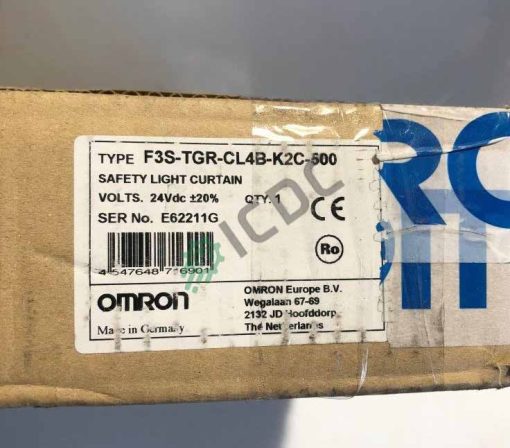 TYPE F3S-TGR-CL4B-K2C-500
SAFETY LIGHT CURTAIN
VOLTS. 24Vdc ±20% QTY. 1
SER No. E62211G
CE
Ro
4 547648 716901
OMRON
Made in Germany
OMRON Europe B.V.
Wegalaan 67-69
2132 JD Hoofddorp
The Netherlands
ICDC